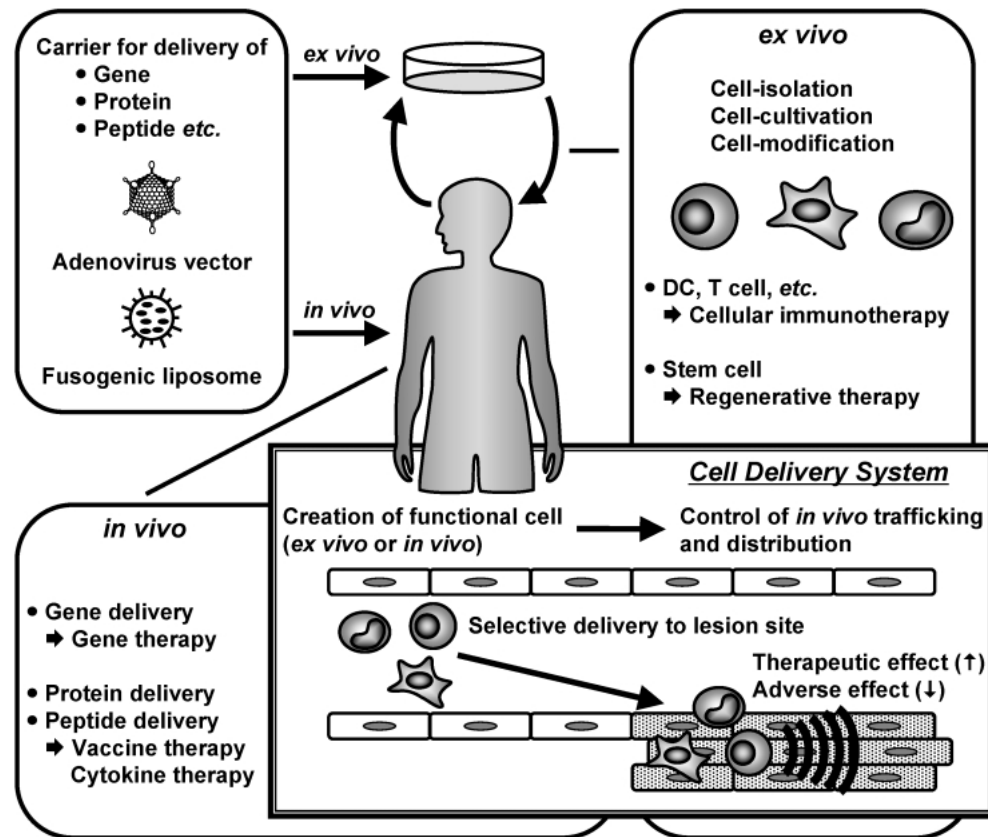 Carrier for delivery of
• Gene
• Protein
• Peptide etc.
Adenovirus vector
Fusogenic liposome
ex vivo
in vivo
ex vivo
Cell-isolation
Cell-cultivation
Cell-modification
• DC, T cell, etc.
➡ Cellular immunotherapy
• Stem cell
➡ Regenerative therapy
in vivo
• Gene delivery
➡ Gene therapy
• Protein delivery
• Peptide delivery
➡ Vaccine therapy
Cytokine therapy
Cell Delivery System
Creation of functional cell
(ex vivo or in vivo)
Control of in vivo trafficking
and distribution
Selective delivery to lesion site
Therapeutic effect (↑)
Adverse effect (↓)